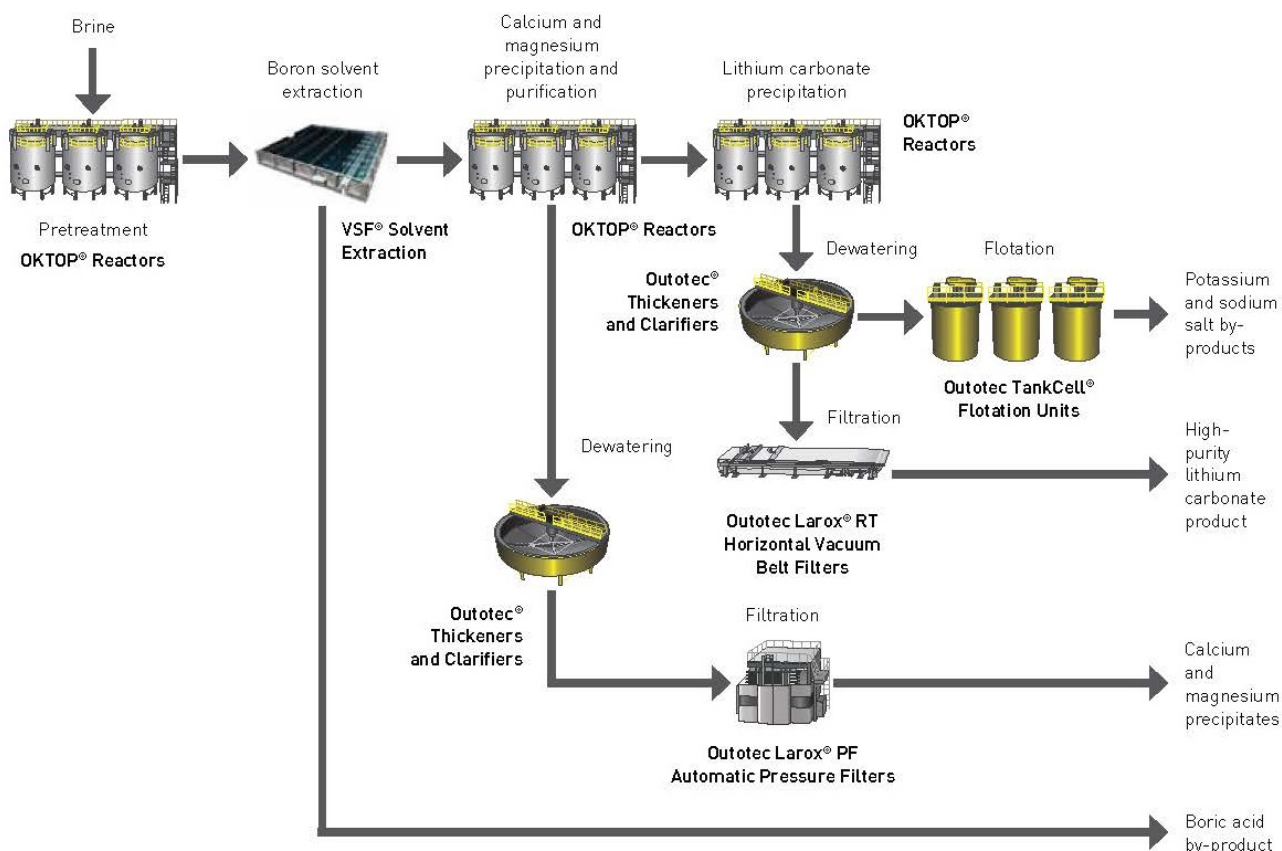 Brine
Pretreatment
OKTOP® Reactors
Boron solvent
extraction
VSF® Solvent
Extraction
Calcium and
magnesium
precipitation and
purification
OKTOP® Reactors
Lithium carbonate
precipitation
OKTOP®
Reactors
Dewatering
Outotec®
Thickeners
and Clarifiers
Flotation
Outotec TankCell®
Flotation Units
Potassium
and sodium
salt by-
products
Filtration
Outotec Larox® RT
Horizontal Vacuum
Belt Filters
High-
purity
lithium
carbonate
product
Dewatering
Outotec®
Thickeners
and Clarifiers
Filtration
Outotec Larox® PF
Automatic Pressure Filters
Calcium
and
magnesium
precipitates
Boric acid
by-product